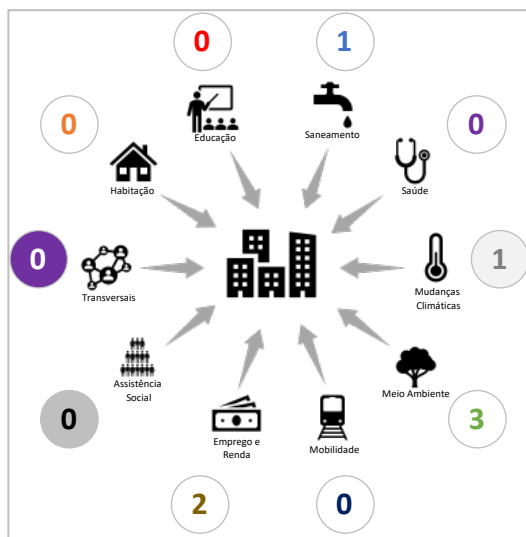 0
1
0
0
Educação
Saneamento
Habitação
Saúde
0
1
Transversais
Mudanças
Climáticas
Assistência
Social
Meio Ambiente
0
3
Emprego e
Renda
Mobilidade
2
0